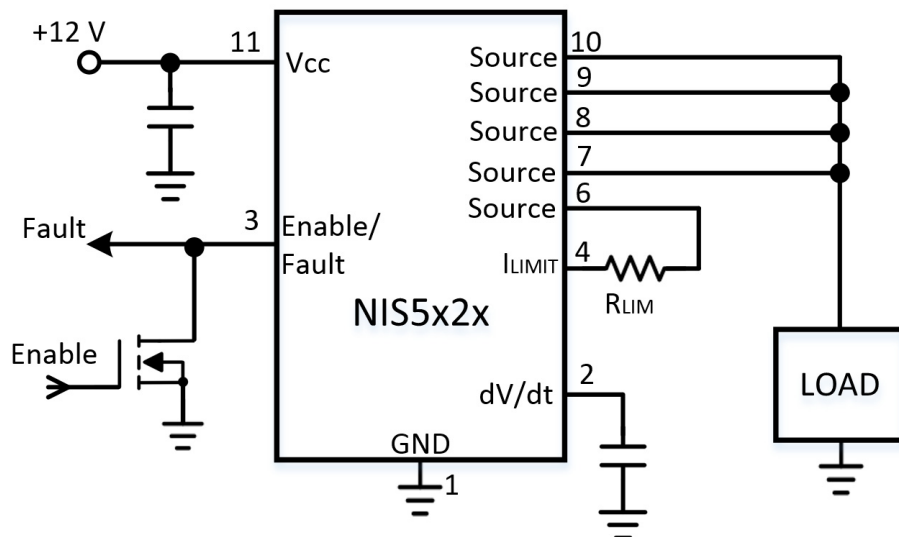 +12 V
11
Vcc
Source
10
Source
9
Source
8
Source
7
Source
6
Fault
3
Enable/
Fault
ILIMIT
4
RLIM
NIS5x2x
Enable
dV/dt
2
LOAD
GND
1